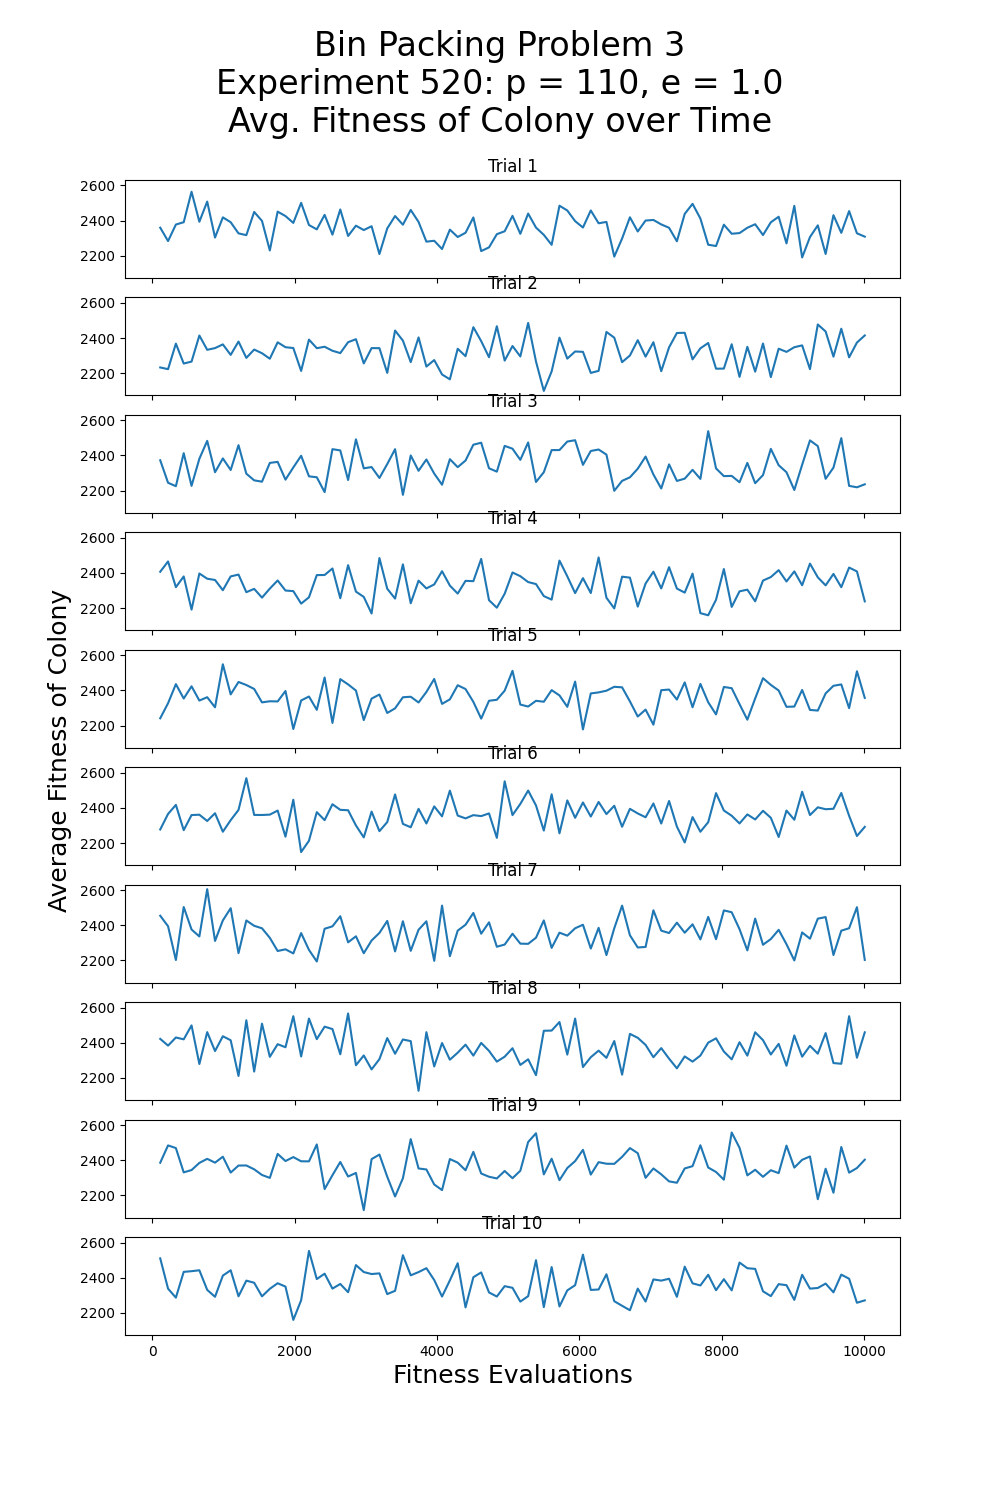 Bin Packing Problem 3
Experiment 520: p = 110, e = 1.0
Avg. Fitness of Colony over Time
Trial 1
2600
2400
2200
Trial 2
2600
2400
2200
Trial 3
2600
2400
2200
Trial 4
2600
2400
2200
Trial 5
2600
2400
2200
Trial 6
2600
2400
2200
Trial 7
2600
2400
2200
Trial 8
2600
2400
2200
Trial 9
2600
2400
2200
Trial 10
2600
2400
2200
0 2000 4000 6000 8000 10000
Fitness Evaluations
Average Fitness of Colony